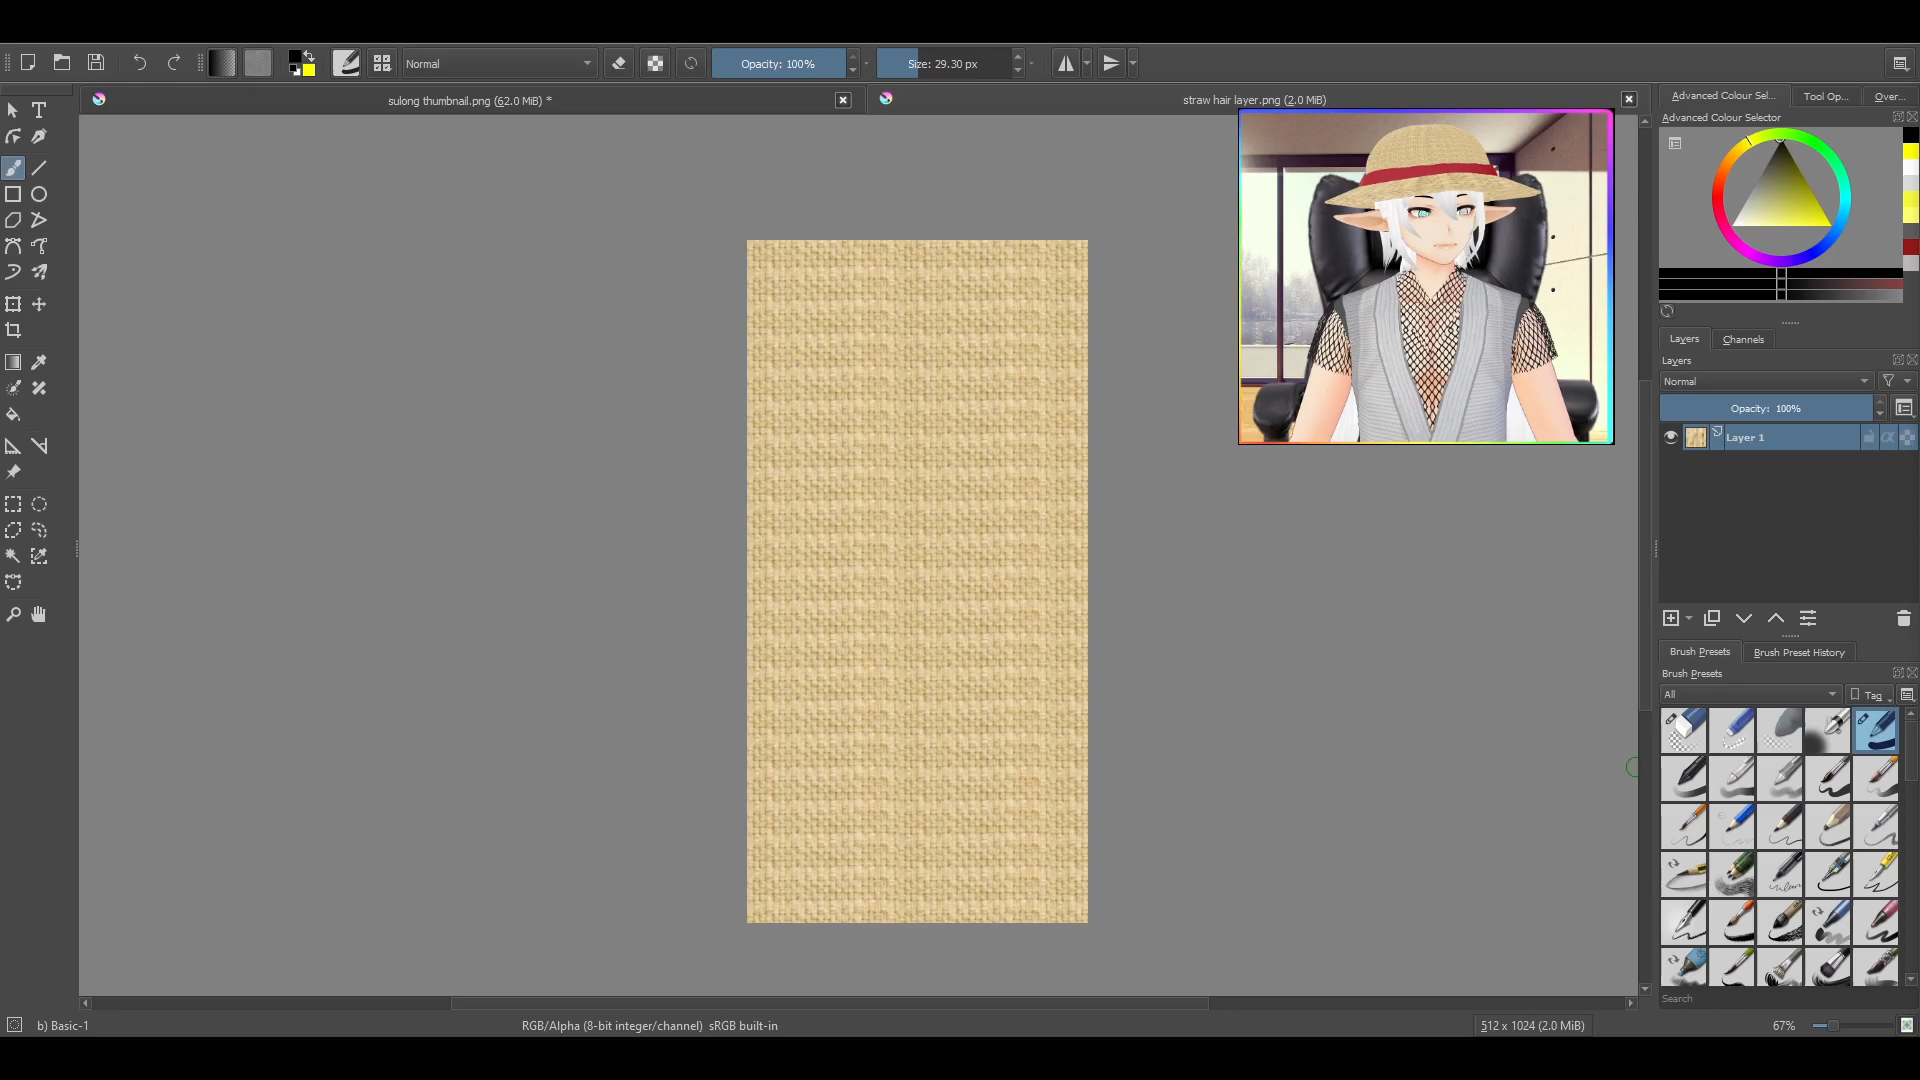 Normal
Opacity: 100%
Size: 29.30 px
sulong thumbnail.png (62.0 MiB) *
straw hair layer.png (2.0 MiB)
Advanced Colour Sel...
Tool Op...
Over...
Advanced Colour Selector
Layers
Channels
Layers
Normal
Opacity: 100%
Layer 1
Brush Presets
Brush Preset History
Brush Presets
All
Tag
Search
b) Basic-1
RGB/Alpha (8-bit integer/channel) sRGB built-in
512 x 1024 (2.0 MiB)
67%